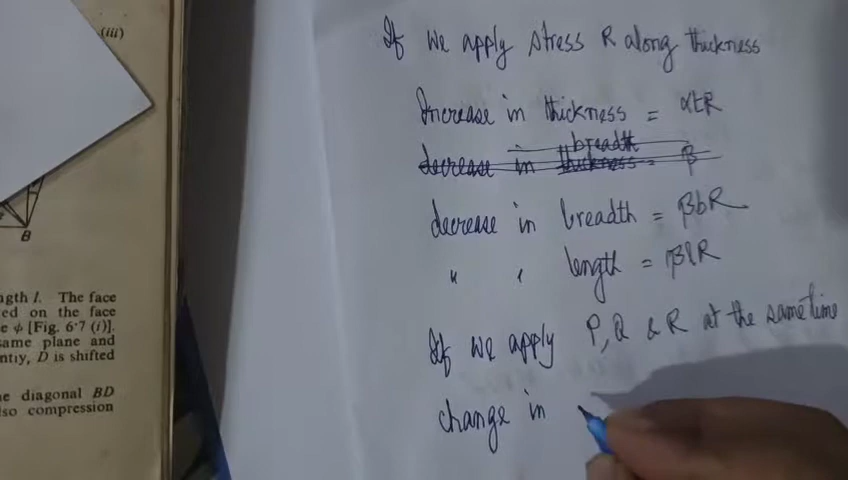 (iii)
B
ngth l. The face
ed on the face
e ϕ [Fig. 6·7 (i)].
same plane and
ntly, D is shifted
he diagonal BD
lso compression
If we apply stress R along thickness
Increase in thickness = αtR
breadth
decrease in thickness = β
decrease in breadth = βbR
" " length = βlR
If we apply P, Q & R at the same time
change in